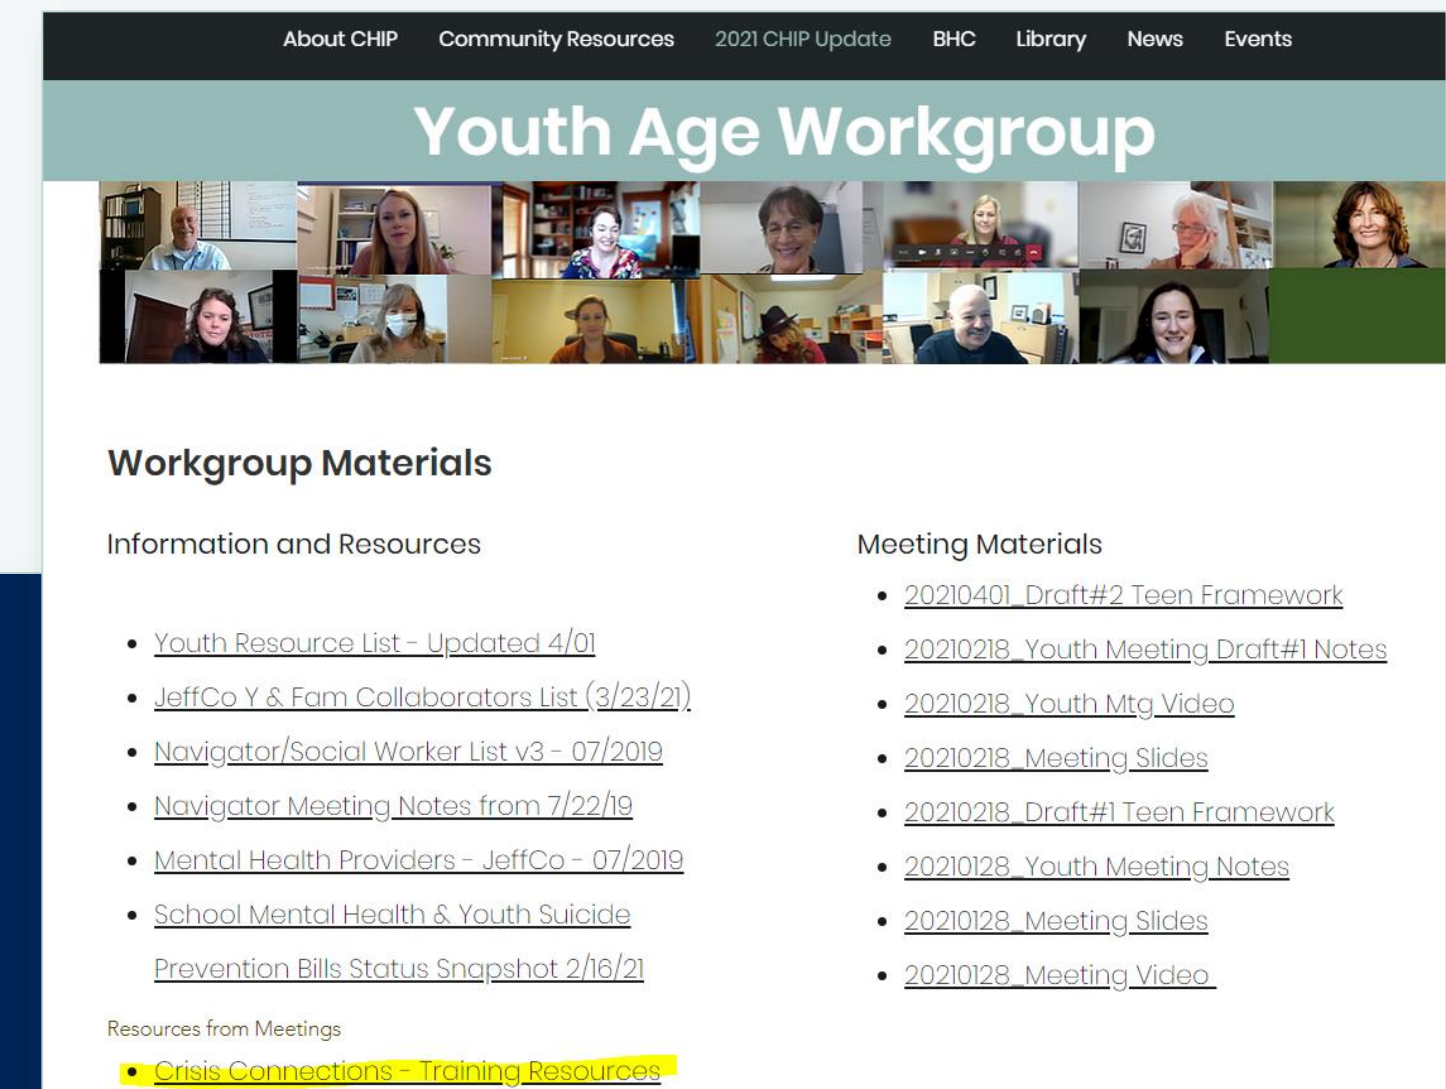 About CHIP Community Resources 2021 CHIP Update BHC Library News Events
Youth Age Workgroup
Workgroup Materials
Information and Resources
Youth Resource List - Updated 4/01
JeffCo Y & Fam Collaborators List (3/23/21)
Navigator/Social Worker List v3 - 07/2019
Navigator Meeting Notes from 7/22/19
Mental Health Providers - JeffCo - 07/2019
School Mental Health & Youth Suicide
Prevention Bills Status Snapshot 2/16/21
Resources from Meetings
Crisis Connections - Training Resources
Meeting Materials
20210401_Draft#2 Teen Framework
20210218_Youth Meeting Draft#1 Notes
20210218_Youth Mtg Video
20210218_Meeting Slides
20210218_Draft#1 Teen Framework
20210128_Youth Meeting Notes
20210128_Meeting Slides
20210128_Meeting Video